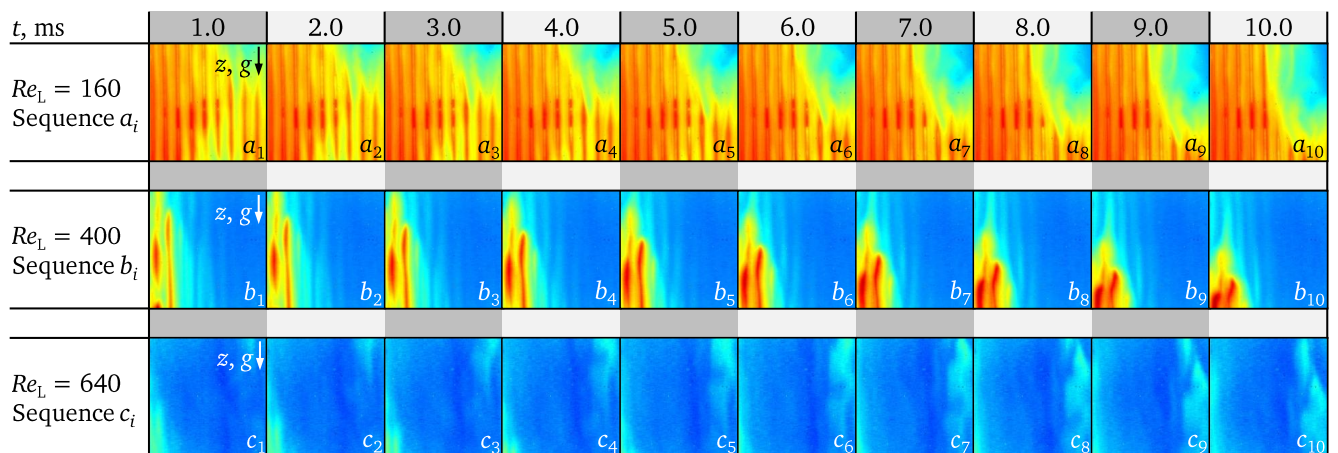 t, ms 1.0 2.0 3.0 4.0 5.0 6.0 7.0 8.0 9.0 10.0
z, g
Re_L = 160
Sequence a_i
a_1 a_2 a_3 a_4 a_5 a_6 a_7 a_8 a_9 a_10
z, g
Re_L = 400
Sequence b_i
b_1 b_2 b_3 b_4 b_5 b_6 b_7 b_8 b_9 b_10
z, g
Re_L = 640
Sequence c_i
c_1 c_2 c_3 c_4 c_5 c_6 c_7 c_8 c_9 c_10